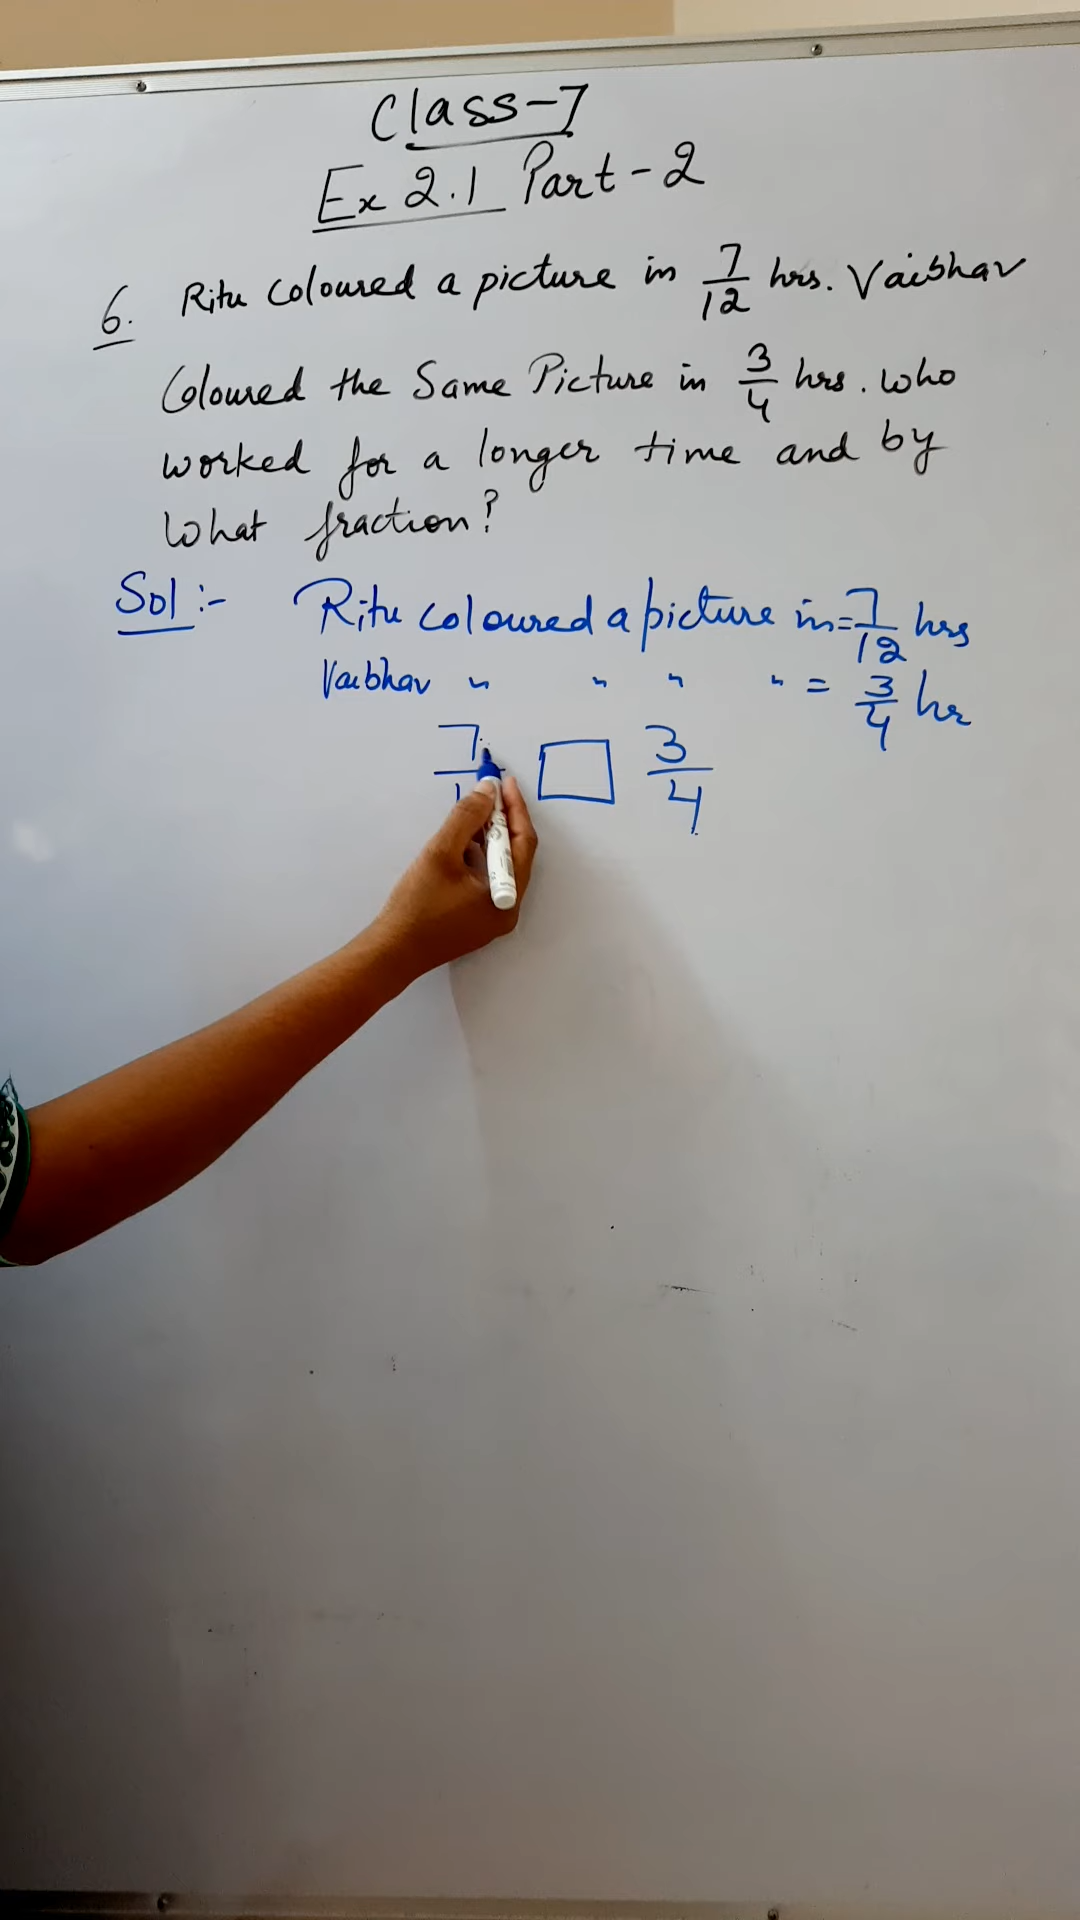 Class-7
Ex 2.1 Part-2
6. Ritu coloured a picture in 7/12 hrs. Vaibhav
Coloured the Same Picture in 3/4 hrs. who
worked for a longer time and by
what fraction?
Sol:- Ritu coloured a picture in = 7/12 hrs
Vaibhav " " " " = 3/4 hr
7 □ 3/4